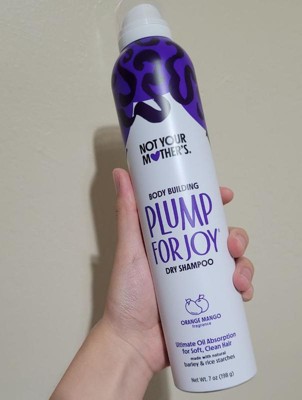 NOT YOUR
MOTHER'S.
BODY BUILDING
PLUMP
FOR JOY®
DRY SHAMPOO
ORANGE MANGO
fragrance
Ultimate Oil Absorption
for Soft, Clean Hair
made with natural
barley & rice starches
Net Wt. 7 oz (198 g)